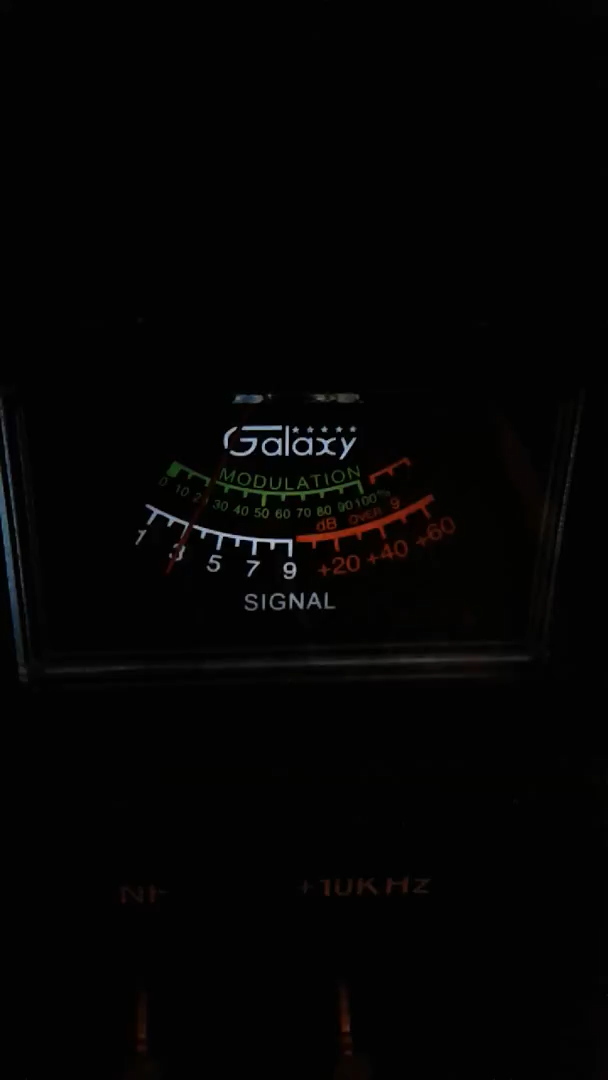 Galaxy
MODULATION
0 10 20 30 40 50 60 70 80 90 100%
dB OVER 9
1 3 5 7 9 +20 +40 +60
SIGNAL
+10KHz